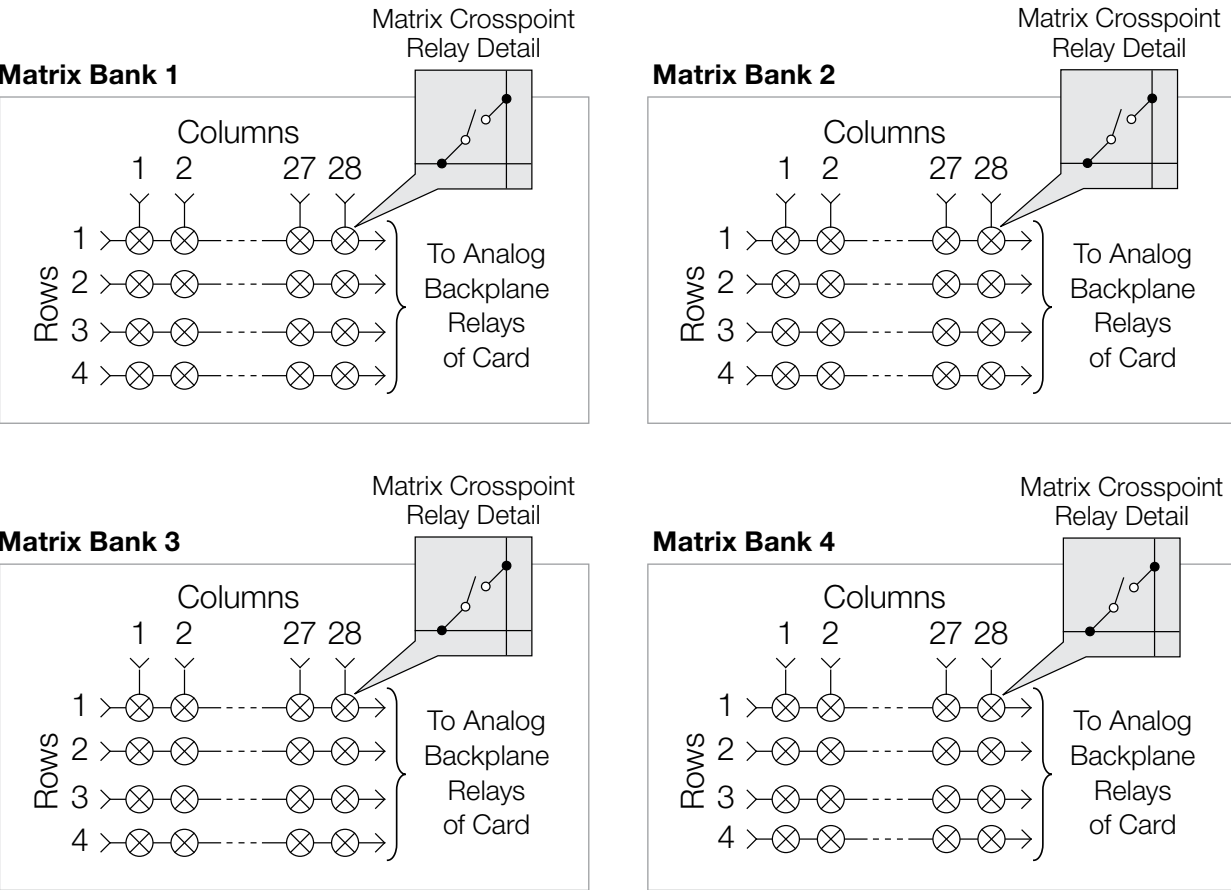 Matrix Crosspoint
Relay Detail
Matrix Bank 1
Columns
1 2 27 28
Rows
1
2
3
4
To Analog
Backplane
Relays
of Card
Matrix Crosspoint
Relay Detail
Matrix Bank 2
Columns
1 2 27 28
Rows
1
2
3
4
To Analog
Backplane
Relays
of Card
Matrix Crosspoint
Relay Detail
Matrix Bank 3
Columns
1 2 27 28
Rows
1
2
3
4
To Analog
Backplane
Relays
of Card
Matrix Crosspoint
Relay Detail
Matrix Bank 4
Columns
1 2 27 28
Rows
1
2
3
4
To Analog
Backplane
Relays
of Card